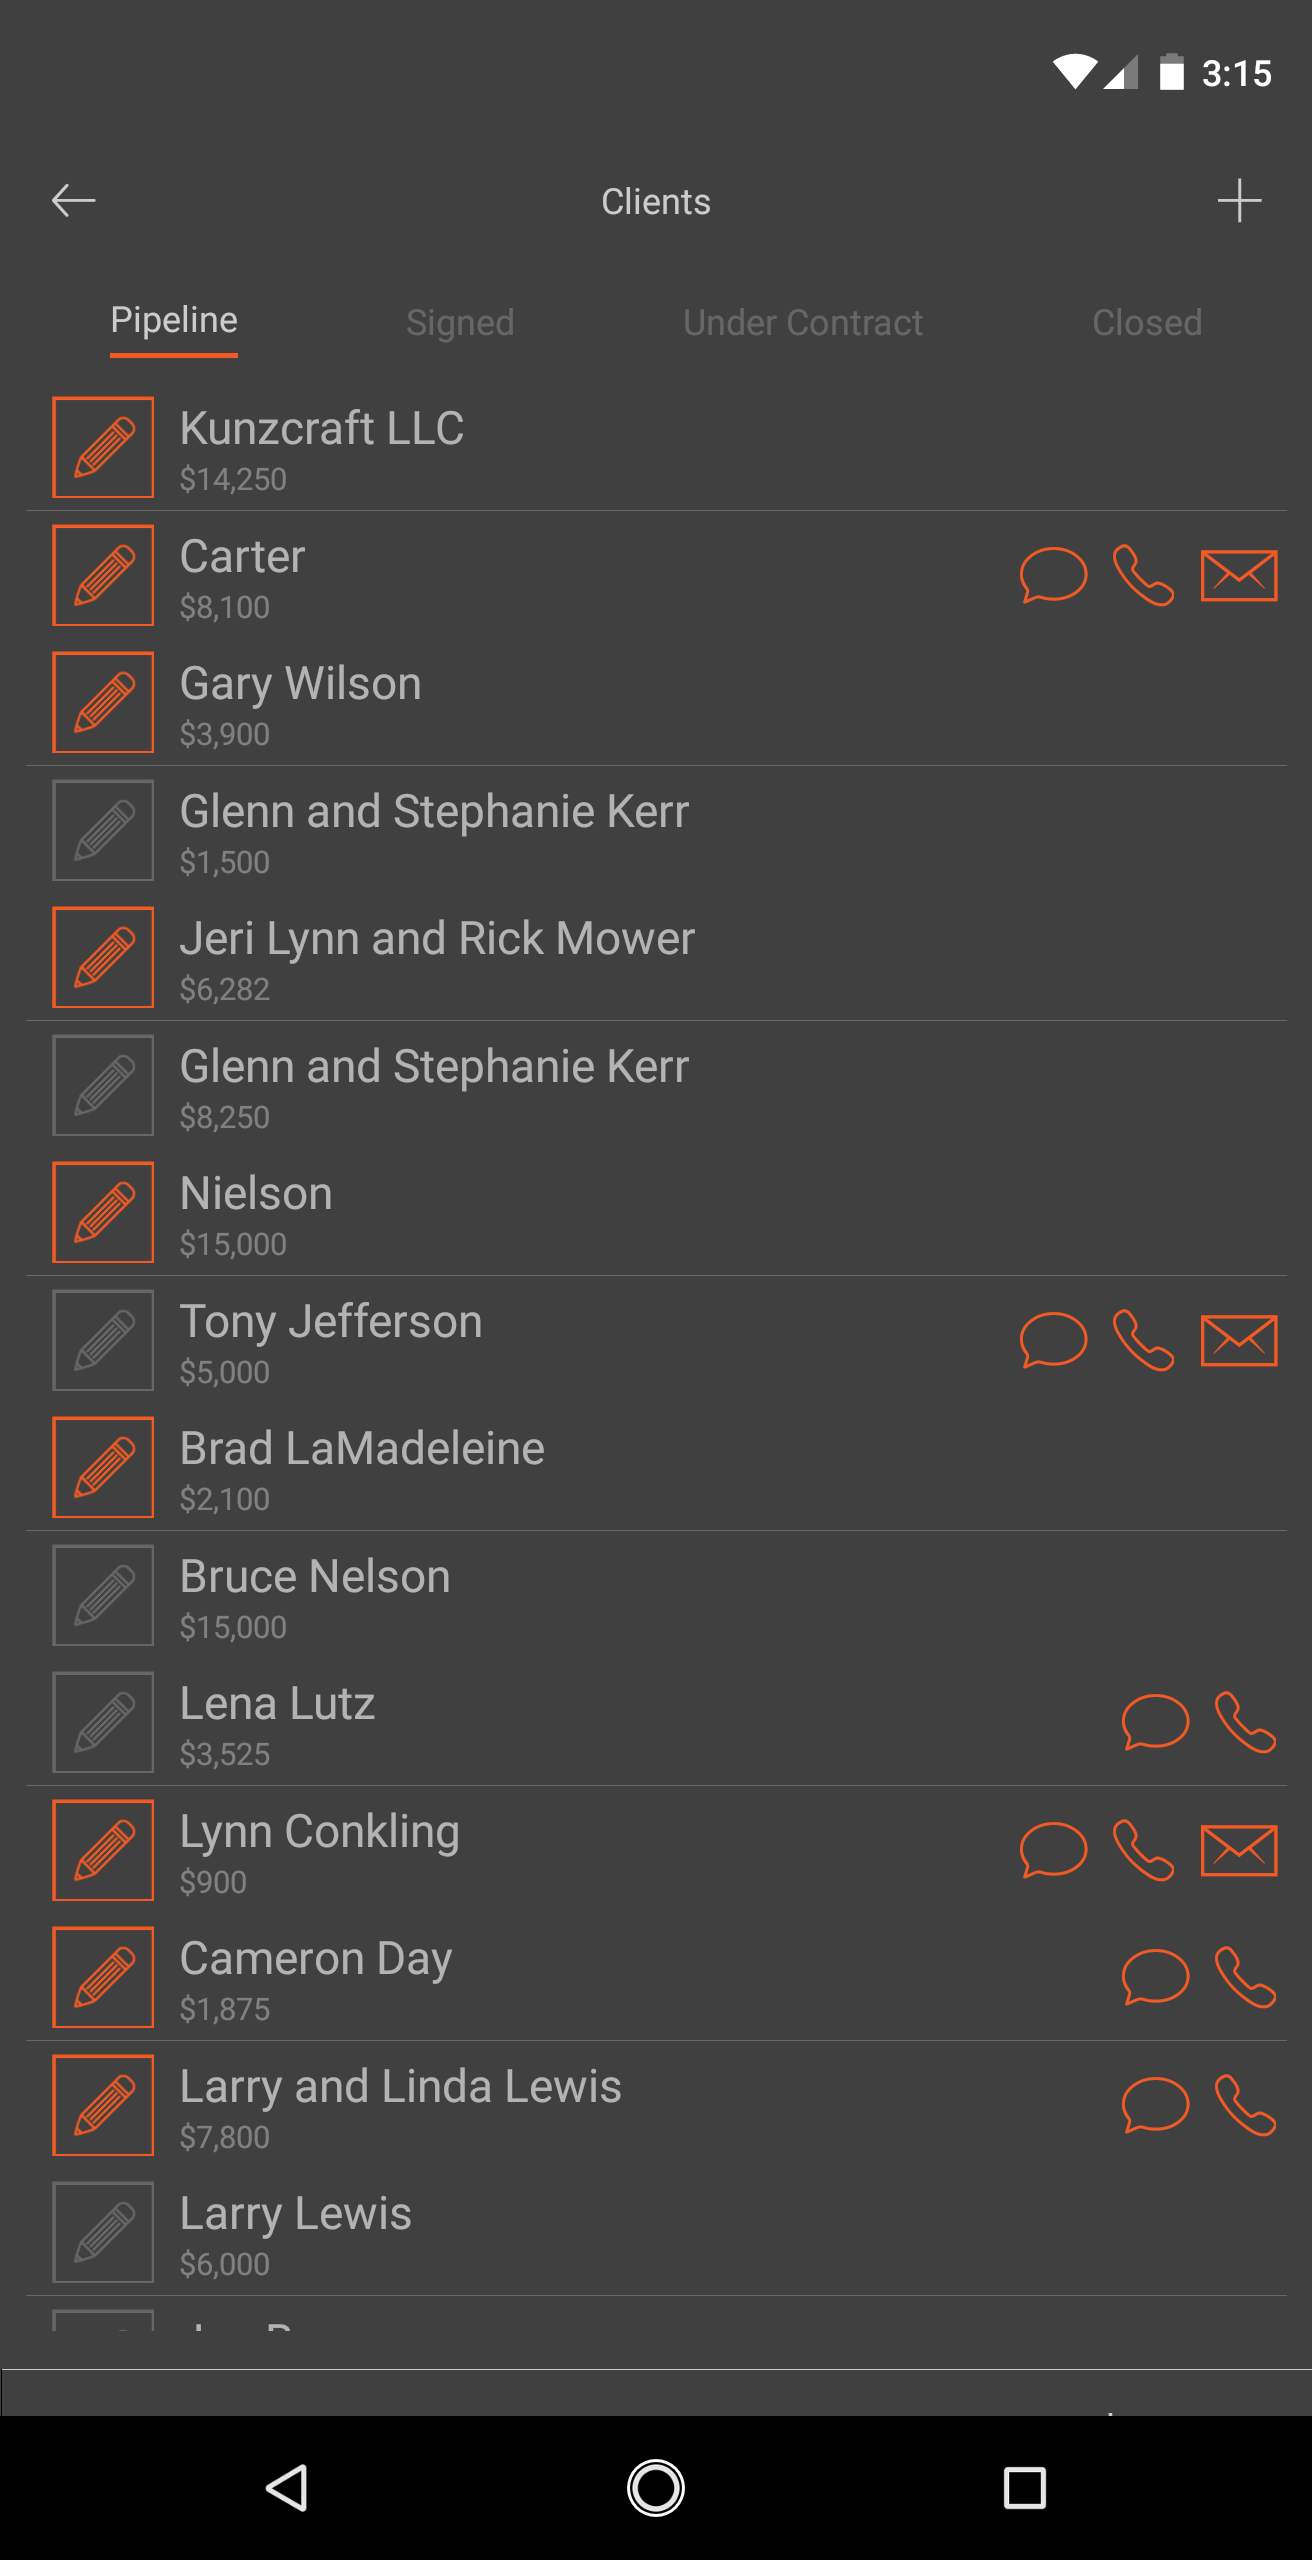 3:15
Clients
Pipeline Signed Under Contract Closed
Kunzcraft LLC
$14,250
Carter
$8,100
Gary Wilson
$3,900
Glenn and Stephanie Kerr
$1,500
Jeri Lynn and Rick Mower
$6,282
Glenn and Stephanie Kerr
$8,250
Nielson
$15,000
Tony Jefferson
$5,000
Brad LaMadeleine
$2,100
Bruce Nelson
$15,000
Lena Lutz
$3,525
Lynn Conkling
$900
Cameron Day
$1,875
Larry and Linda Lewis
$7,800
Larry Lewis
$6,000